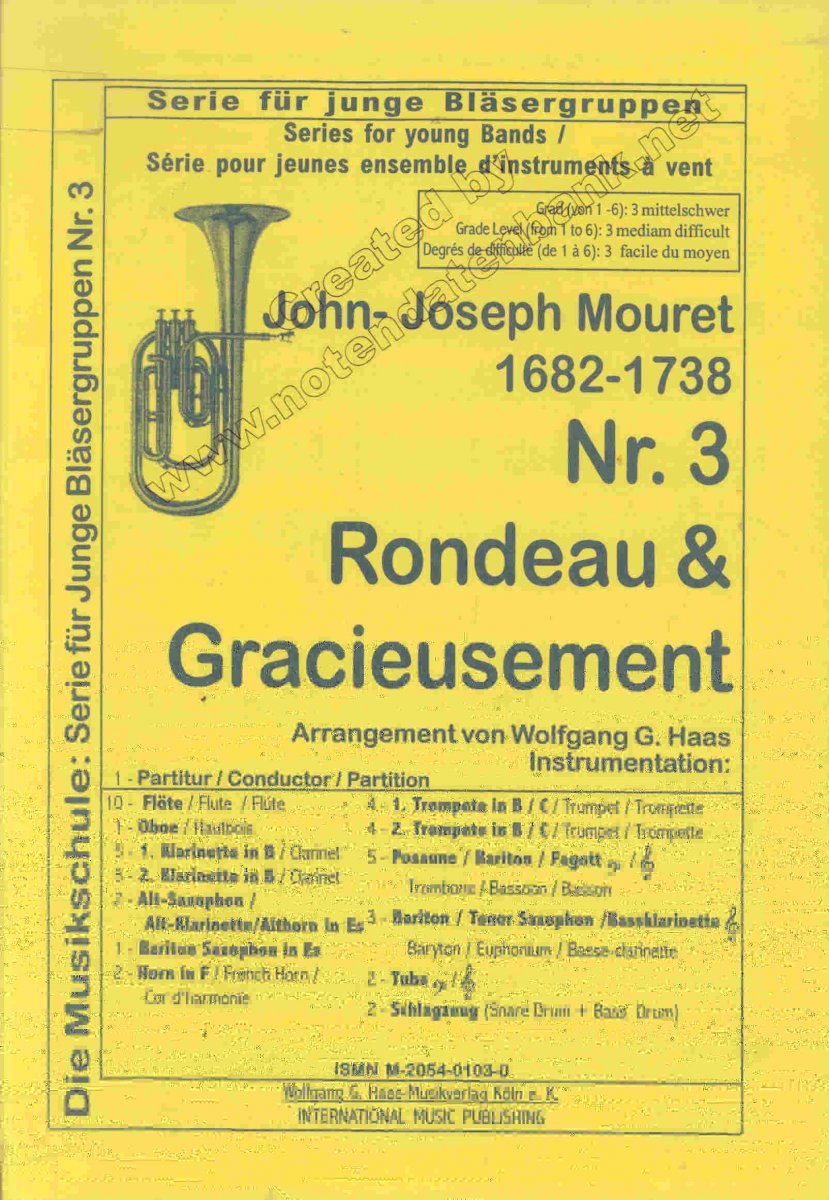 Serie für junge Bläsergruppen
Series for young Bands /
Série pour jeunes ensemble d'instruments à vent
Grad (von 1 -6): 3 mittelschwer
Grade Level (from 1 to 6): 3 mediam difficult
Degrés de difficulté (de 1 à 6): 3 facile du moyen
John- Joseph Mouret
1682-1738
Nr. 3
Rondeau &
Gracieusement
Arrangement von Wolfgang G. Haas
Instrumentation:
1 - Partitur / Conductor / Partition
10 - Flöte / Flute / Flûte
1 - Oboe / Hautbois
5 - 1. Klarinette in B / Clarinet
5 - 2. Klarinette in B / Clarinet
2 - Alt-Saxophon /
Alt-Klarinette/Althorn in Es
1 - Bariton Saxophon in Es
2 - Horn in F / French Horn /
Cor d'harmonie
4 - 1. Trompete in B / C / Trumpet / Trompette
4 - 2. Trompete in B / C / Trumpet / Trompette
5 - Posaune / Bariton / Fagott /
Trombone / Bassoon / Basson
3 - Bariton / Tenor Saxophon /Bassklarinette
Baryton / Euphonium / Basse-clarinette
2 - Tuba /
2 - Schlagzeug (Snare Drum + Bass Drum)
ISMN M-2054-0103-0
Wolfgang G. Haas-Musikverlag Köln e. K.
INTERNATIONAL MUSIC PUBLISHING
Die Musikschule: Serie für Junge Bläsergruppen Nr. 3
Created by
www.notendatenbank.net